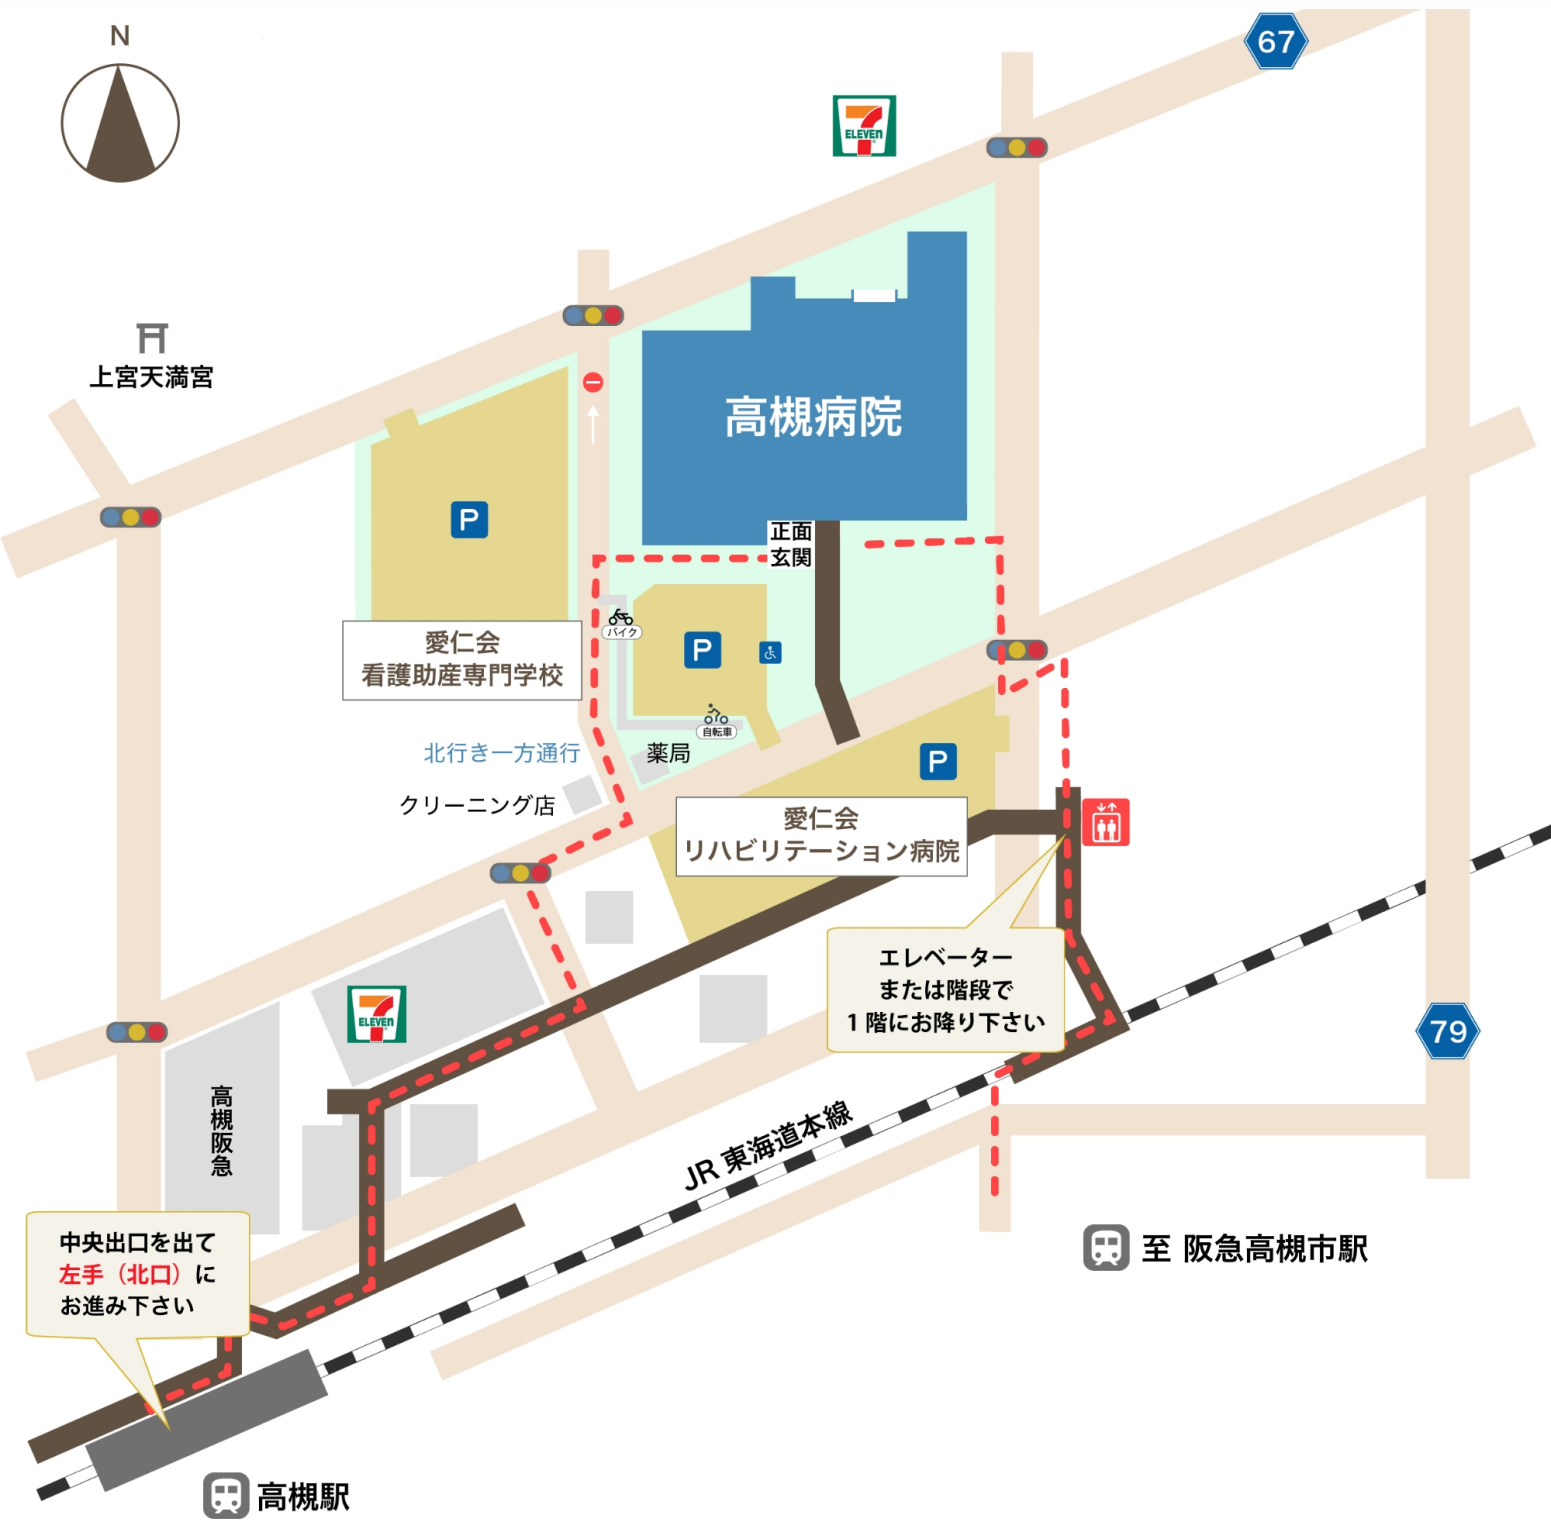 N
67
7
ELEVEN
上宮天満宮
高槻病院
P
正面
玄関
バイク
P
愛仁会
看護助産専門学校
自転車
北行き一方通行
薬局
P
クリーニング店
愛仁会
リハビリテーション病院
エレベーター
または階段で
1階にお降り下さい
7
ELEVEN
79
高槻阪急
JR 東海道本線
中央出口を出て
左手（北口）に
お進み下さい
至 阪急高槻市駅
高槻駅